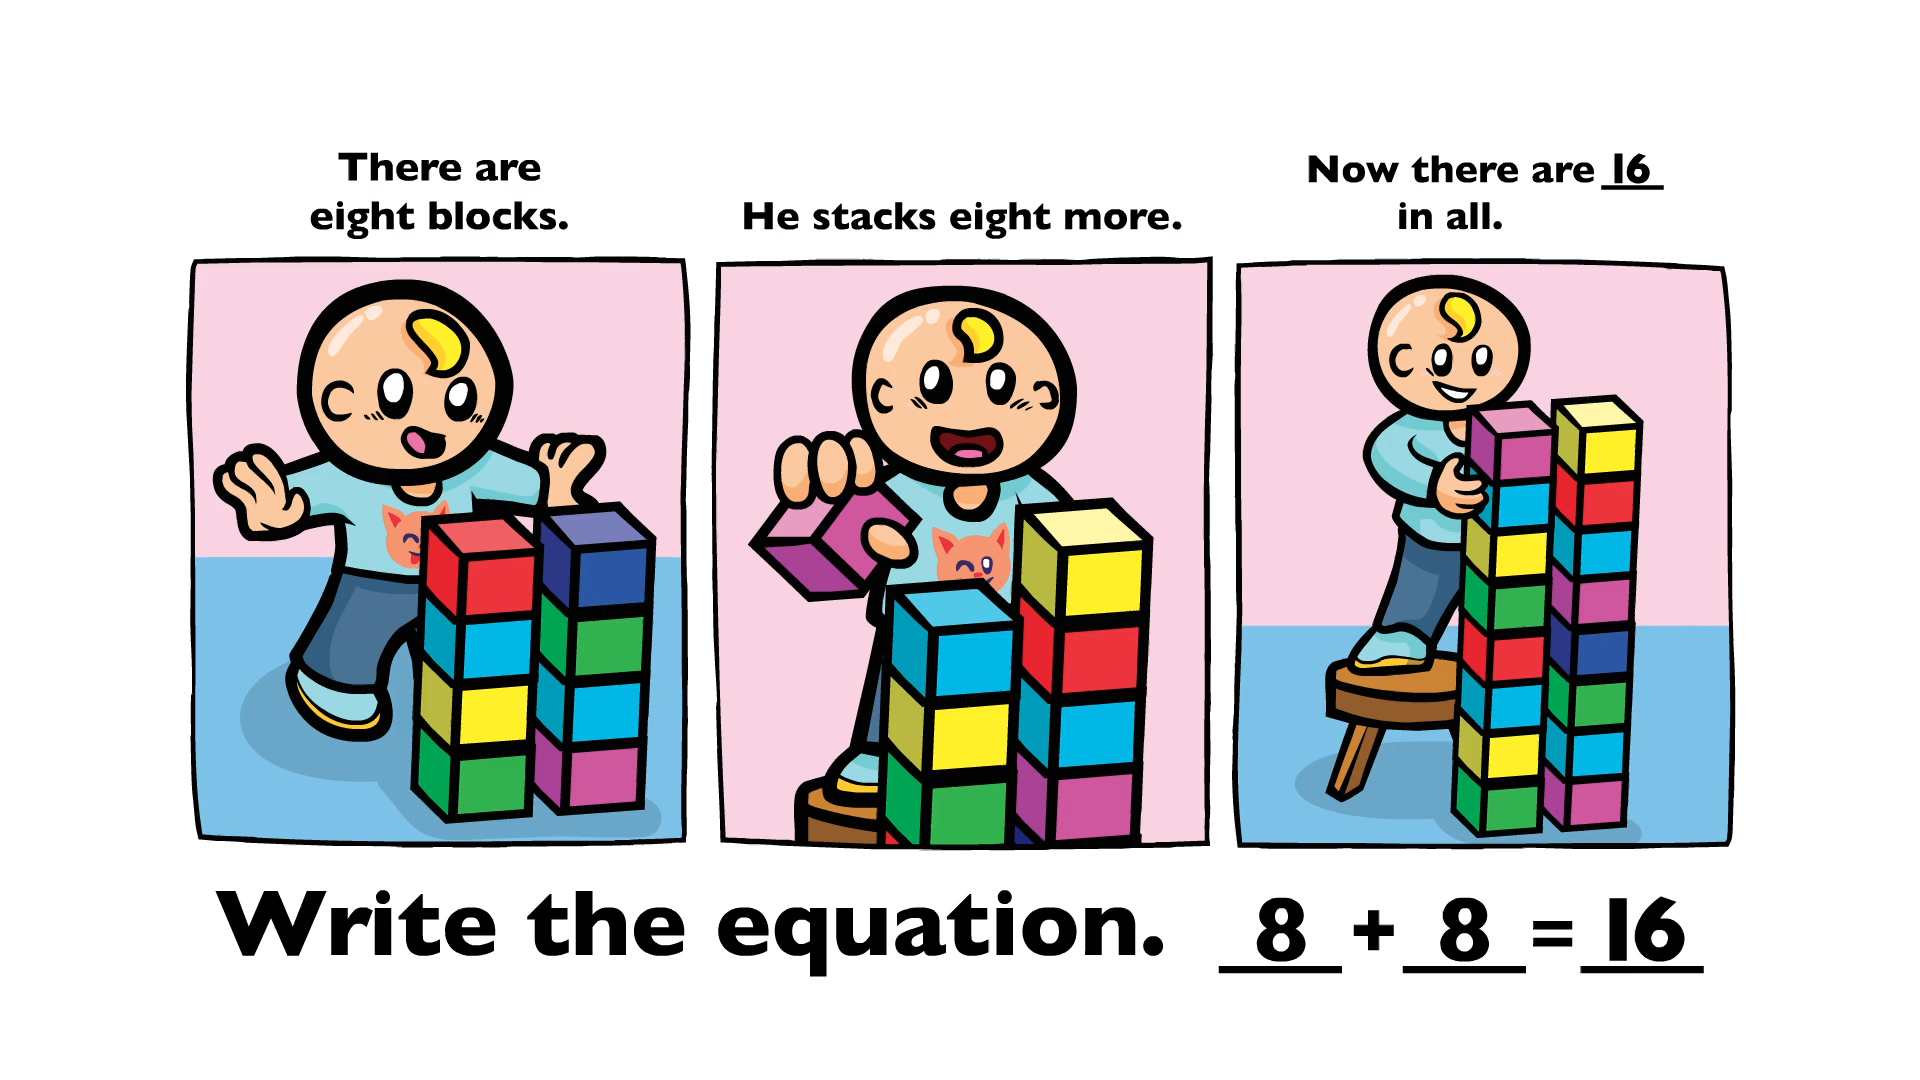 There are
eight blocks.
He stacks eight more.
Now there are 16
in all.
Write the equation. 8 + 8 = 16